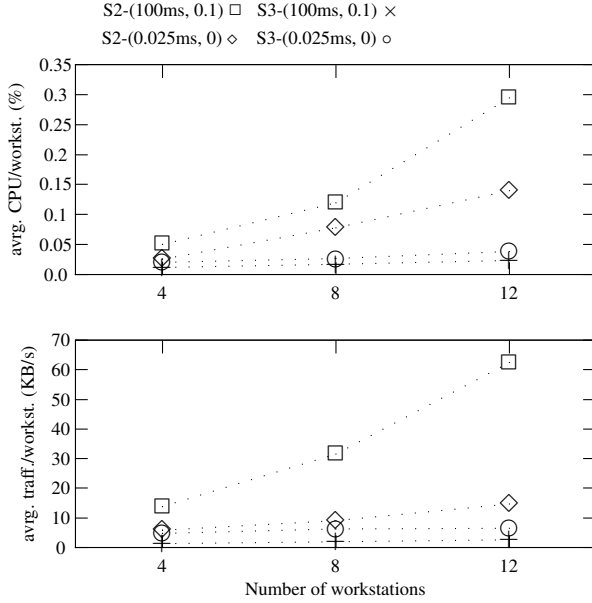 S2-(100ms, 0.1) □ S3-(100ms, 0.1) ×
S2-(0.025ms, 0) ◇ S3-(0.025ms, 0) ○
avrg. CPU/workst. (%)
0.35
0.3
0.25
0.2
0.15
0.1
0.05
0.0
4 8 12
avrg. traff./workst. (KB/s)
70
60
50
40
30
20
10
0
4 8 12
Number of workstations